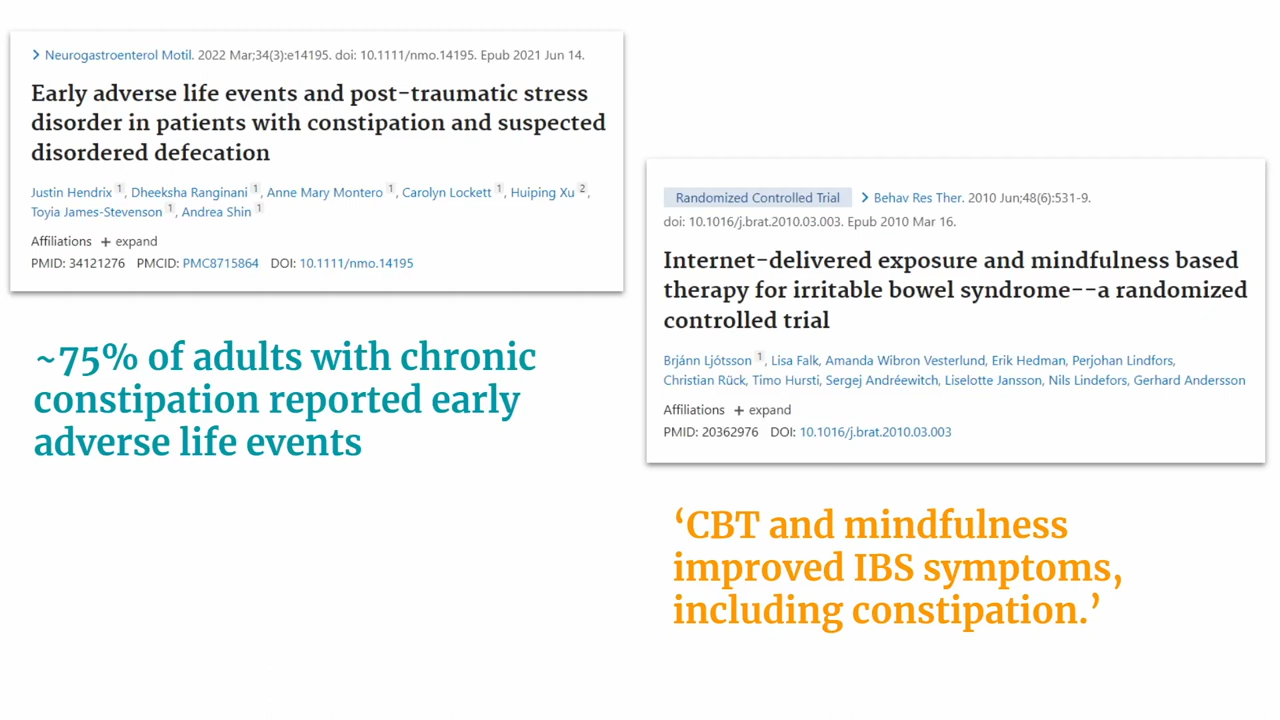 > Neurogastroenterol Motil. 2022 Mar;34(3):e14195. doi: 10.1111/nmo.14195. Epub 2021 Jun 14.
Early adverse life events and post-traumatic stress
disorder in patients with constipation and suspected
disordered defecation
Justin Hendrix 1, Dheeksha Ranginani 1, Anne Mary Montero 1, Carolyn Lockett 1, Huiping Xu 2,
Toyia James-Stevenson 1, Andrea Shin 1
Affiliations + expand
PMID: 34121276 PMCID: PMC8715864 DOI: 10.1111/nmo.14195
~75% of adults with chronic
constipation reported early
adverse life events
Randomized Controlled Trial > Behav Res Ther. 2010 Jun;48(6):531-9.
doi: 10.1016/j.brat.2010.03.003. Epub 2010 Mar 16.
Internet-delivered exposure and mindfulness based
therapy for irritable bowel syndrome--a randomized
controlled trial
Brjánn Ljótsson 1, Lisa Falk, Amanda Wibron Vesterlund, Erik Hedman, Perjohan Lindfors,
Christian Rück, Timo Hursti, Sergej Andréewitch, Liselotte Jansson, Nils Lindefors, Gerhard Andersson
Affiliations + expand
PMID: 20362976 DOI: 10.1016/j.brat.2010.03.003
‘CBT and mindfulness
improved IBS symptoms,
including constipation.’